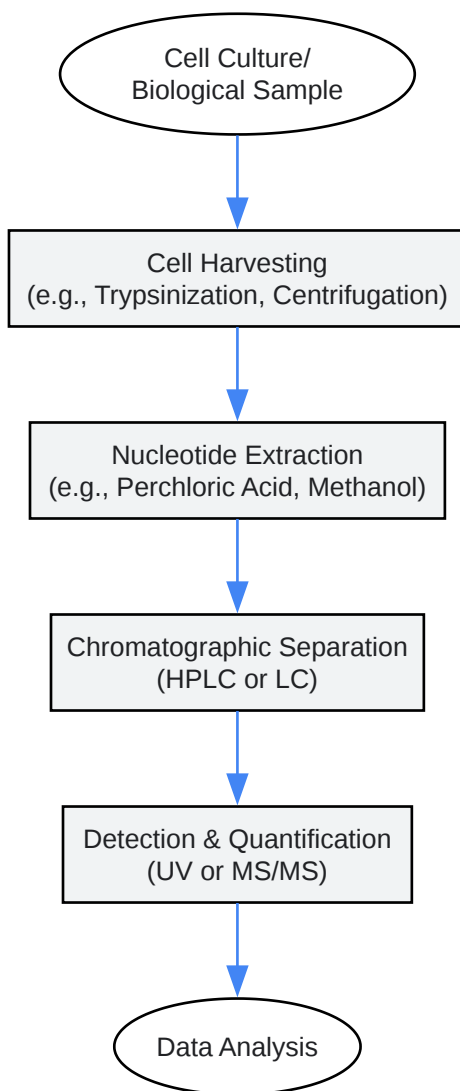 Cell Culture/
Biological Sample
Cell Harvesting
(e.g., Trypsinization, Centrifugation)
Nucleotide Extraction
(e.g., Perchloric Acid, Methanol)
Chromatographic Separation
(HPLC or LC)
Detection & Quantification
(UV or MS/MS)
Data Analysis